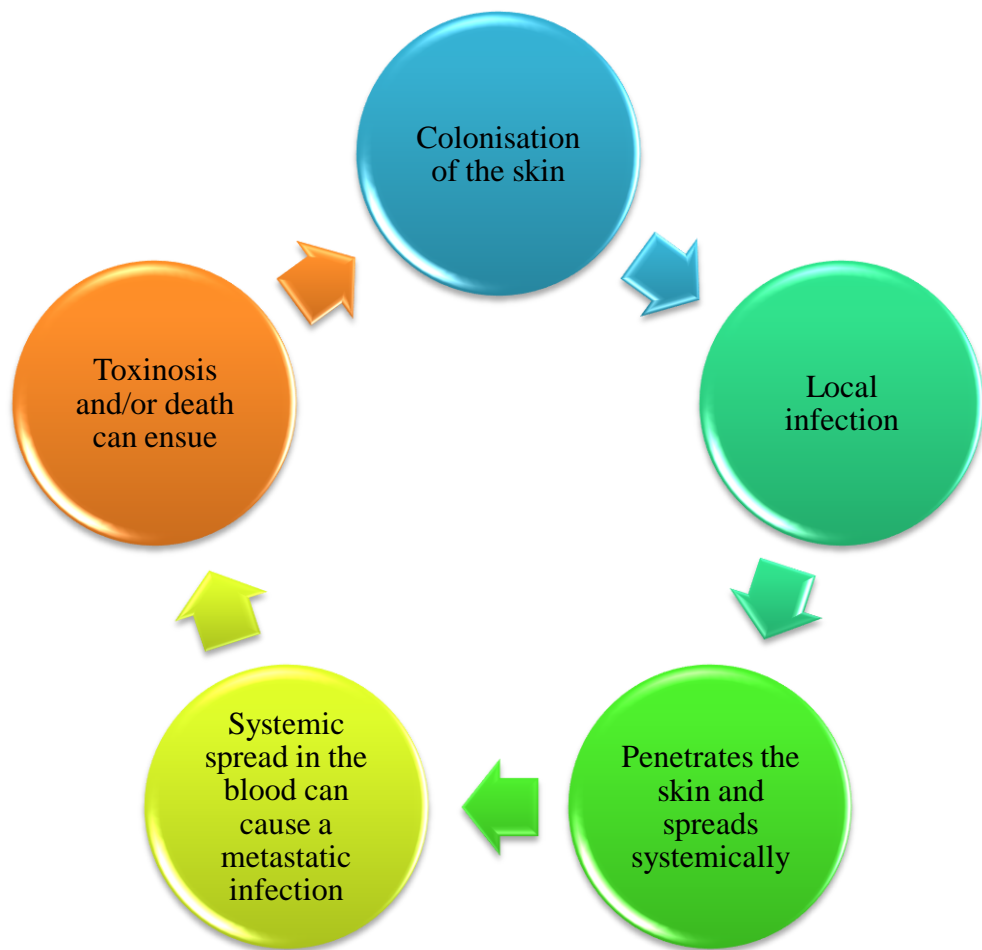 Colonisation
of the skin
Local
infection
Penetrates the
skin and
spreads
systemically
Systemic
spread in the
blood can
cause a
metastatic
infection
Toxinosis
and/or death
can ensue